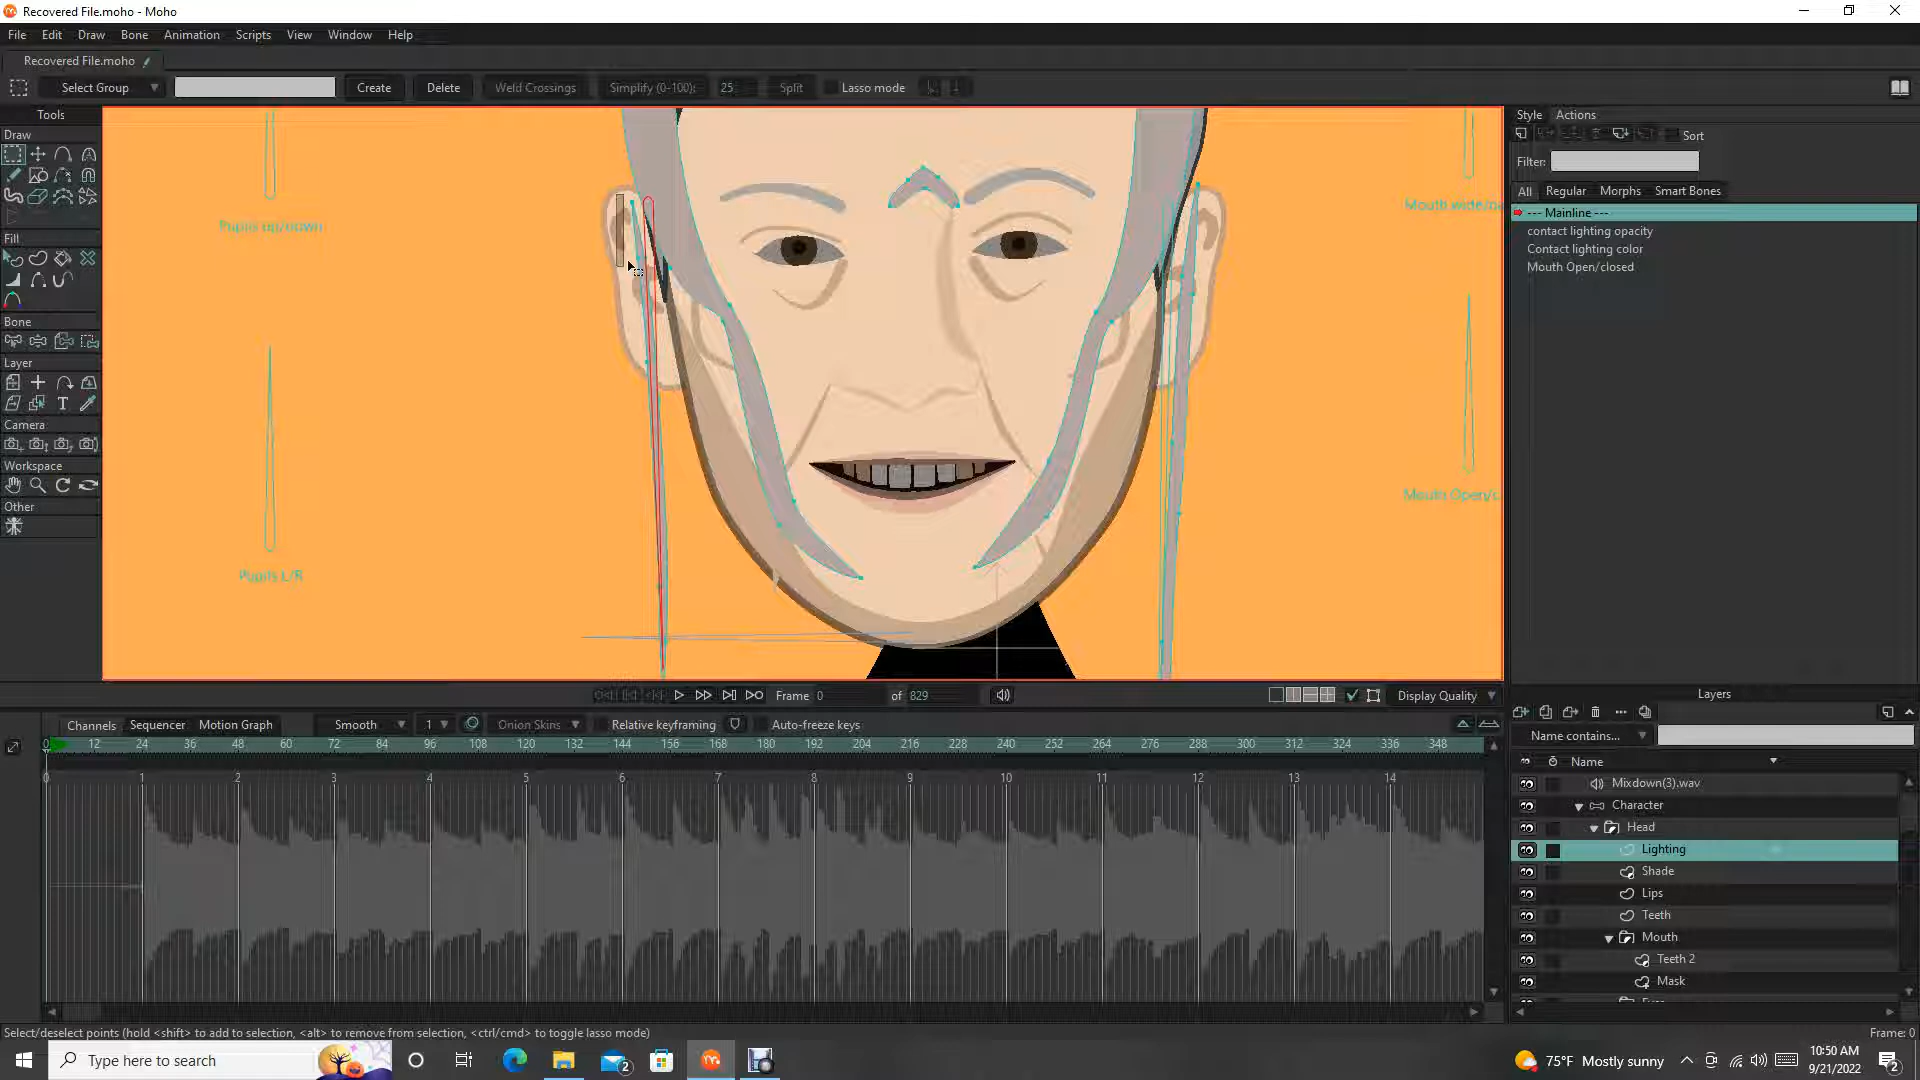 Recovered File.moho - Moho
File Edit Draw Bone Animation Scripts View Window Help
Recovered File.moho
Select Group Create Delete Weld Crossings Simplify (0-100): 25 Split Lasso mode
Tools
Draw
Fill
Bone
Layer
Camera
Workspace
Other
Pupils up/down
Pupils L/R
Mouth wide/
Mouth Open/c
Style Actions
Sort
Filter:
All Regular Morphs Smart Bones
--- Mainline ---
contact lighting opacity
Contact lighting color
Mouth Open/closed
Frame 0 of 829 Display Quality
Channels Sequencer Motion Graph Smooth 1 Onion Skins Relative keyframing Auto-freeze keys
0 12 24 36 48 60 72 84 96 108 120 132 144 156 168 180 192 204 216 228 240 252 264 276 288 300 312 324 336 348
0 1 2 3 4 5 6 7 8 9 10 11 12 13 14
Layers
Name contains...
Name
Mixdown(3).wav
Character
Head
Lighting
Shade
Lips
Teeth
Mouth
Teeth 2
Mask
Select/deselect points (hold <shift> to add to selection, <alt> to remove from selection, <ctrl/cmd> to toggle lasso mode)
Frame: 0
Type here to search
2
75°F Mostly sunny
10:50 AM
9/21/2022
2